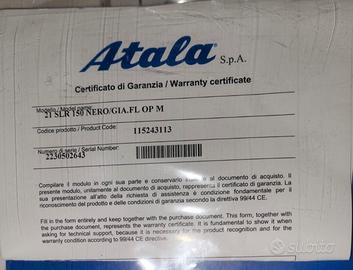 Atala S.p.A.
Certificato di Garanzia / Warranty certificate
Modello / Model name:
21 SLR 150 NERO/GIA.FL OP M
Codice prodotto / Product Code:
115243113
Numero di serie / Serial Number:
2230502643
Compilare il modulo in ogni sua parte e conservarlo insieme al documento di acquisto. Il
presente modulo, unitamente al documento di acquisto, rappresenta il certificato di garanzia. La
sua presentazione all'atto della richiesta di assistenza è condizione fondamentale per il
riconoscimento del prodotto e delle condizioni di garanzia secondo la direttiva 99/44 CE.
Fill in the form entirely and keep together with the purchase document. This form, together with
the purchase document, represents the warranty certificate. It is fundamental to show it when
asking for technical support, because it is necessary for the product recognition and for the
warranty condition according to 99/44 CE directive.
subito